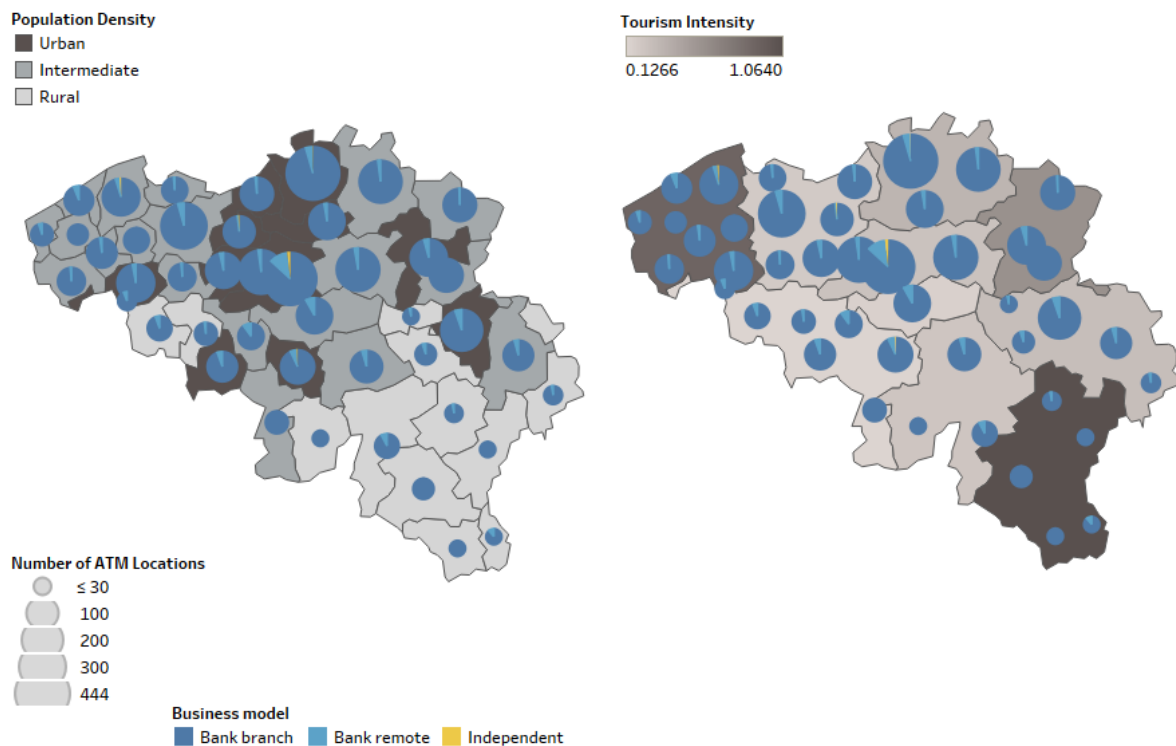 Population Density
Urban
Intermediate
Rural
Tourism Intensity
0.1266 1.0640
Number of ATM Locations
≤ 30
100
200
300
444
Business model
Bank branch Bank remote Independent